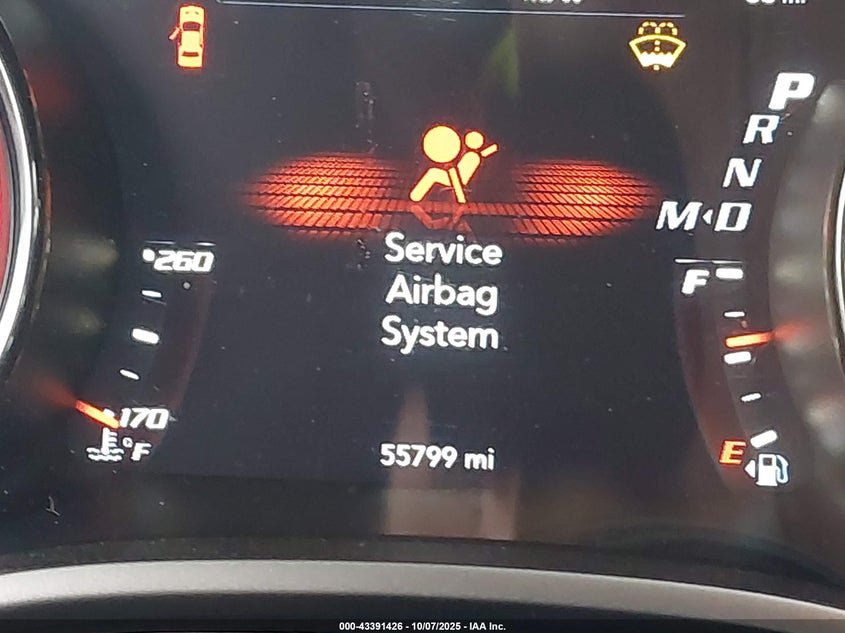 P
R
N
M D
260
Service
Airbag
System
F
170
°F
E
55799 mi
000-43391426 - 10/07/2025 - IAA Inc.